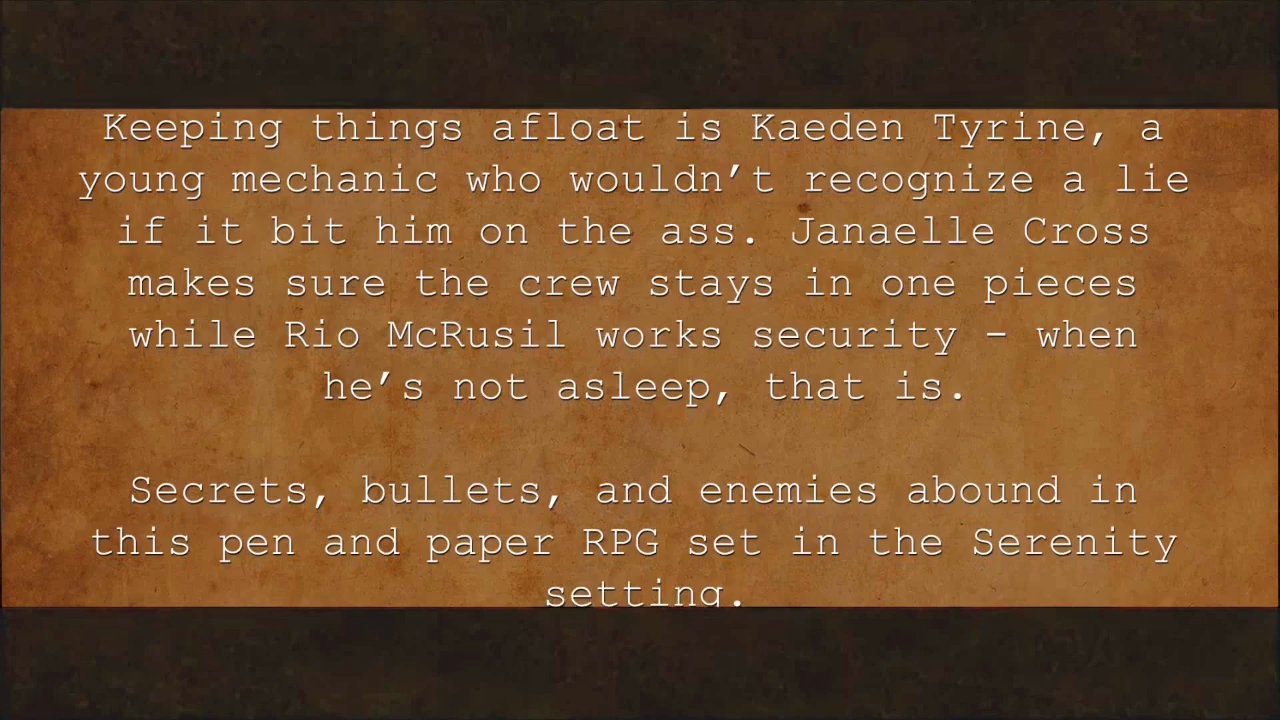 Keeping things afloat is Kaeden Tyrine, a
young mechanic who wouldn’t recognize a lie
if it bit him on the ass. Janaelle Cross
makes sure the crew stays in one pieces
while Rio McRusil works security – when
he’s not asleep, that is.
Secrets, bullets, and enemies abound in
this pen and paper RPG set in the Serenity
setting.